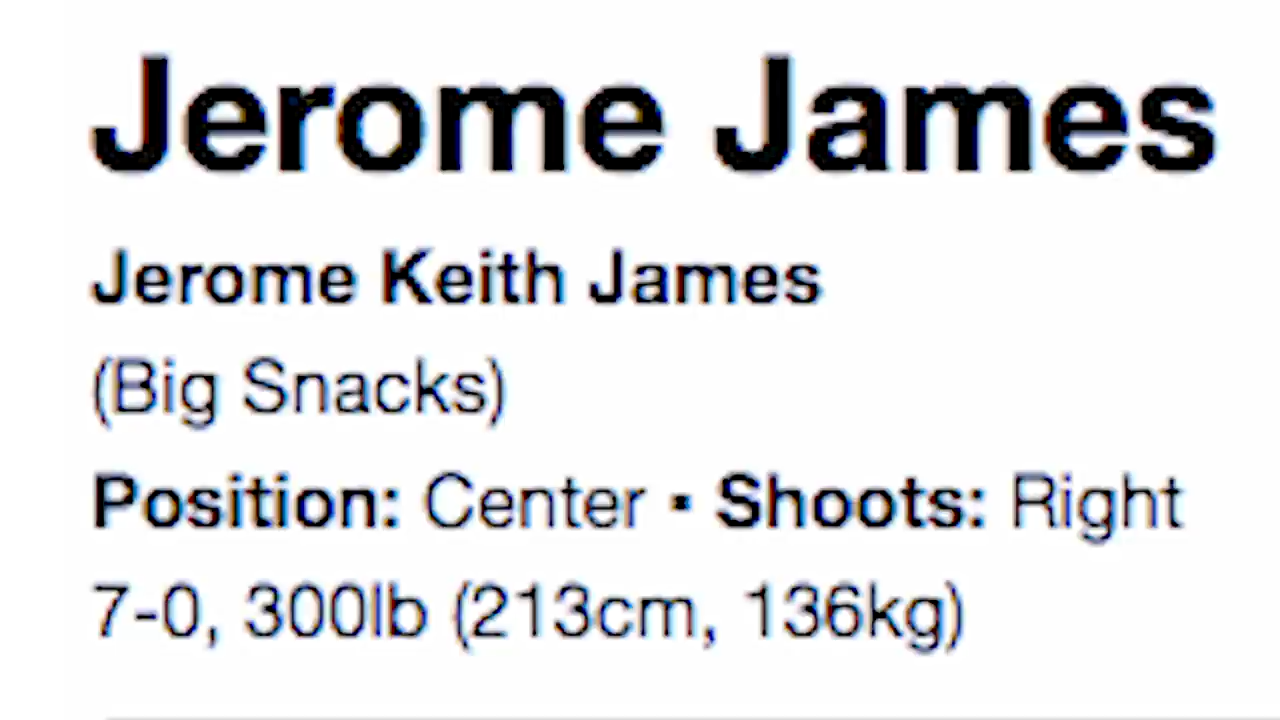 Jerome James
Jerome Keith James
(Big Snacks)
Position: Center ▪ Shoots: Right
7-0, 300lb (213cm, 136kg)